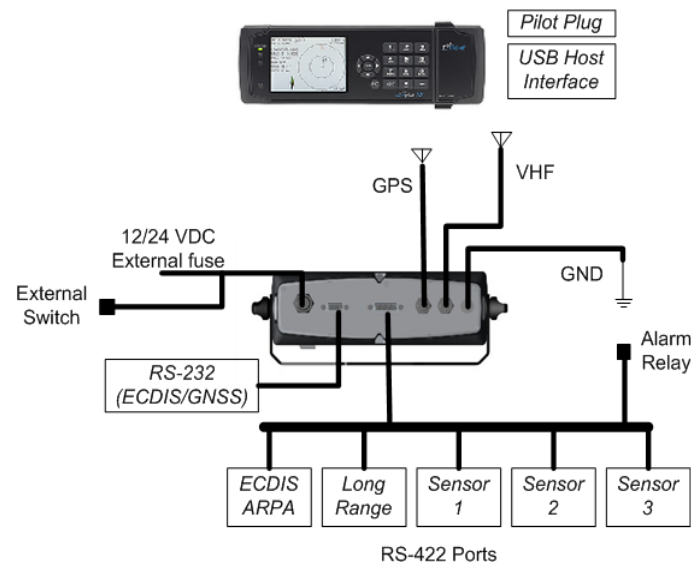 Pilot Plug
USB Host
Interface
GPS
VHF
12/24 VDC
External fuse
External
Switch
GND
Alarm
Relay
RS-232
(ECDIS/GNSS)
ECDIS
ARPA
Long
Range
Sensor
1
Sensor
2
Sensor
3
RS-422 Ports